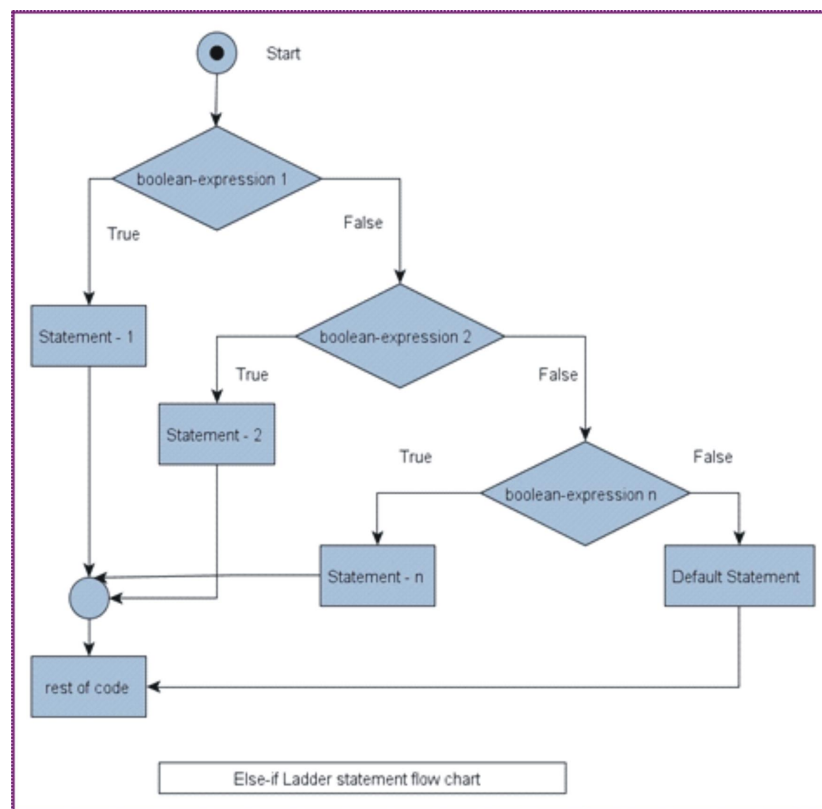 Start
boolean-expression 1
True
False
Statement - 1
boolean-expression 2
True
False
Statement - 2
True
False
boolean-expression n
Statement - n
Default Statement
rest of code
Else-if Ladder statement flow chart